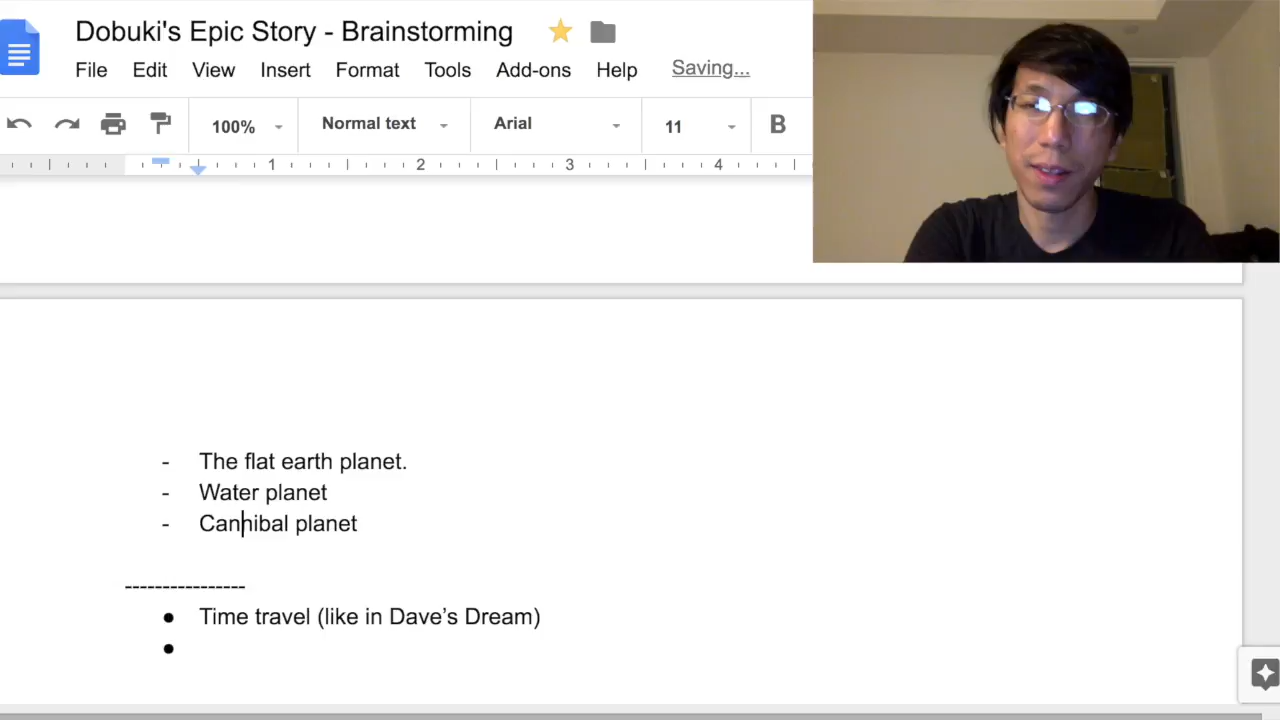 Dobuki's Epic Story - Brainstorming
File Edit View Insert Format Tools Add-ons Help Saving...
100% Normal text Arial 11 B
1 2 3 4
- The flat earth planet.
- Water planet
- Cannibal planet
----------------
● Time travel (like in Dave’s Dream)
●